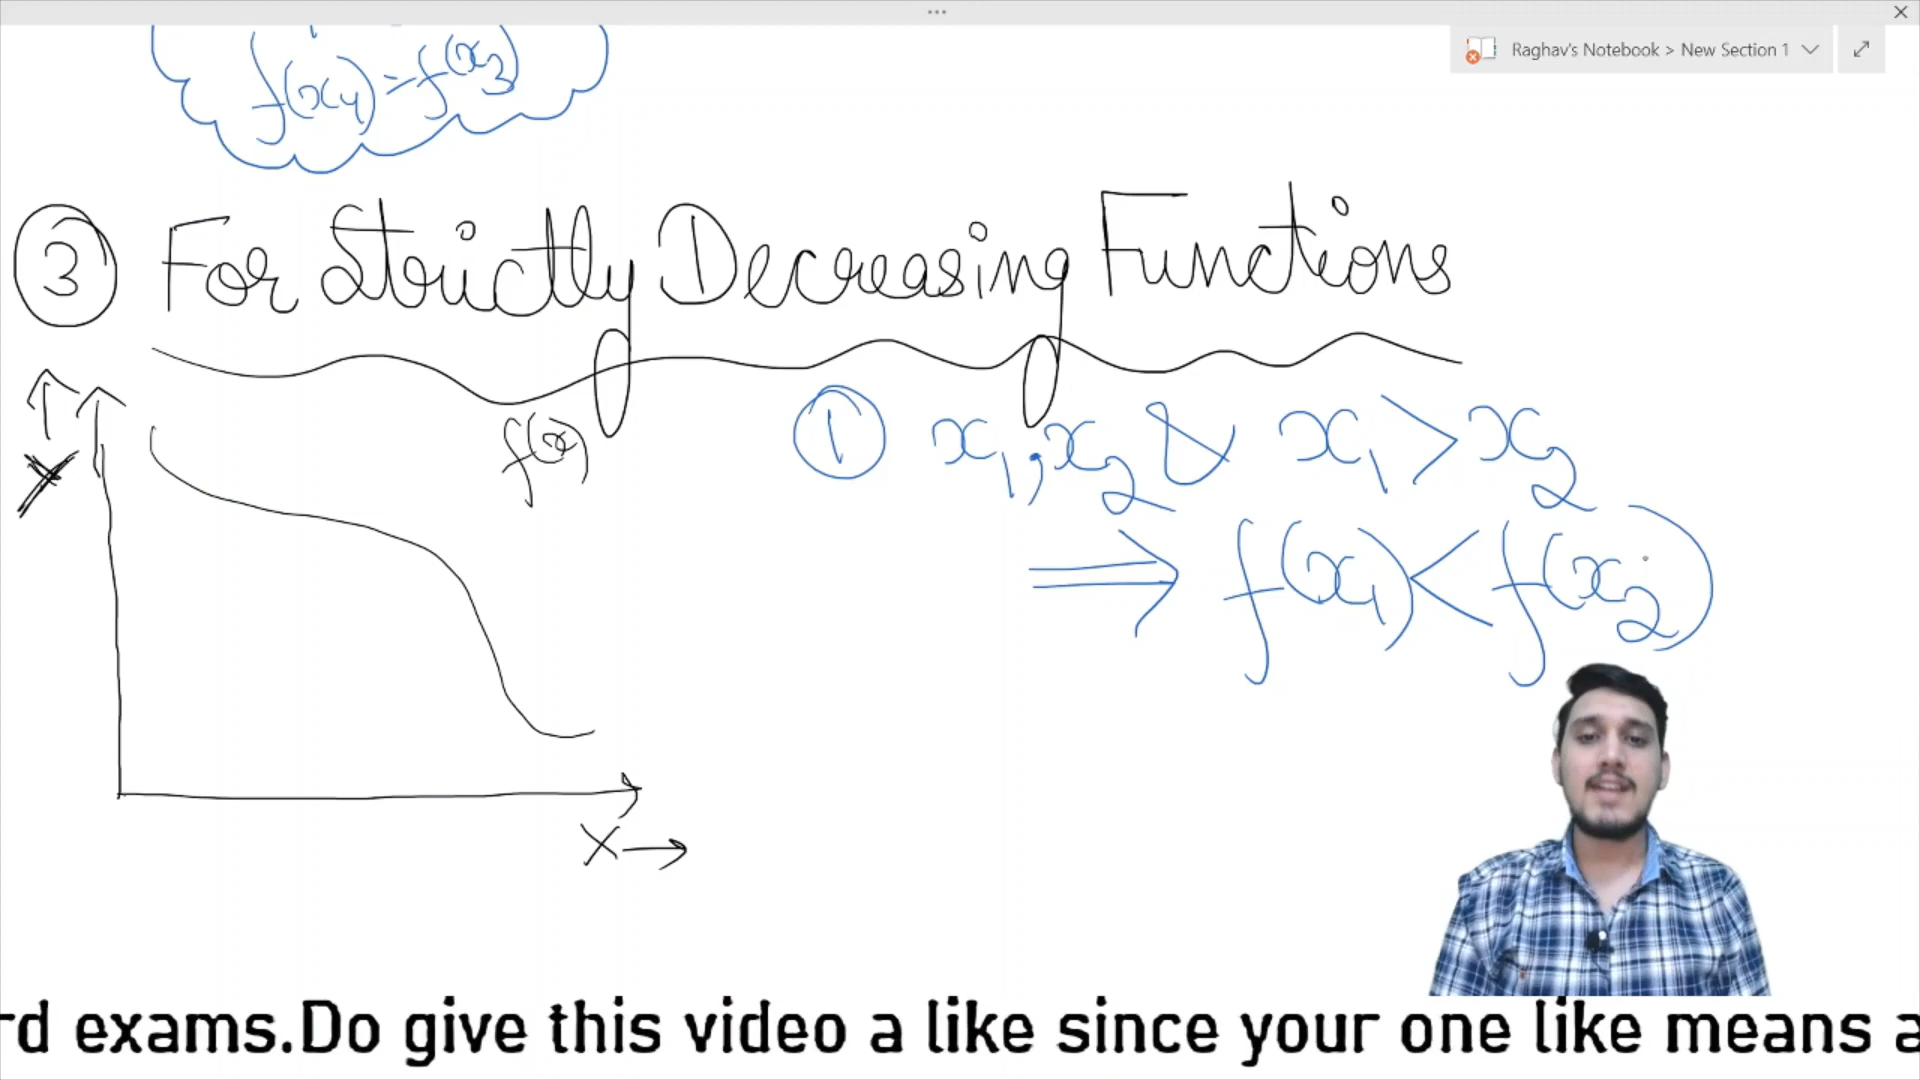 Raghav's Notebook > New Section 1
f(x₄) = f(x₃)
③ For Strictly Decreasing Functions
f(x)
① x₁, x₂ & x₁ > x₂
⇒ f(x₁) < f(x₂)
X →
rd exams.Do give this video a like since your one like means a